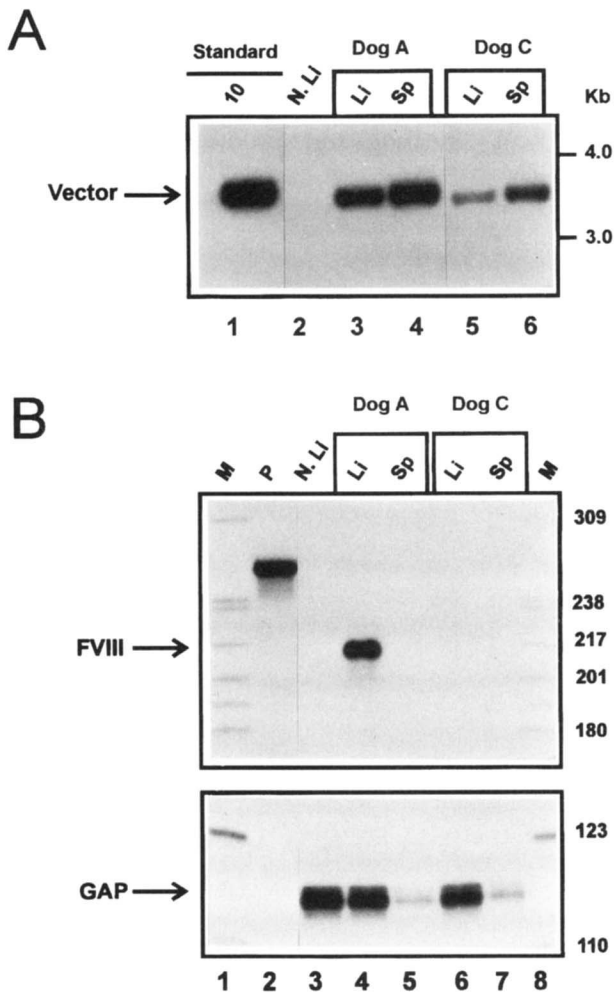 A
Standard
Dog A
Dog C
10
N. Li
Li
Sp
Li
Sp
Kb
4.0
Vector
3.0
1 2 3 4 5 6
B
Dog A
Dog C
M
P
N. Li
Li
Sp
Li
Sp
M
309
238
FVIII
217
201
180
123
GAP
110
1 2 3 4 5 6 7 8